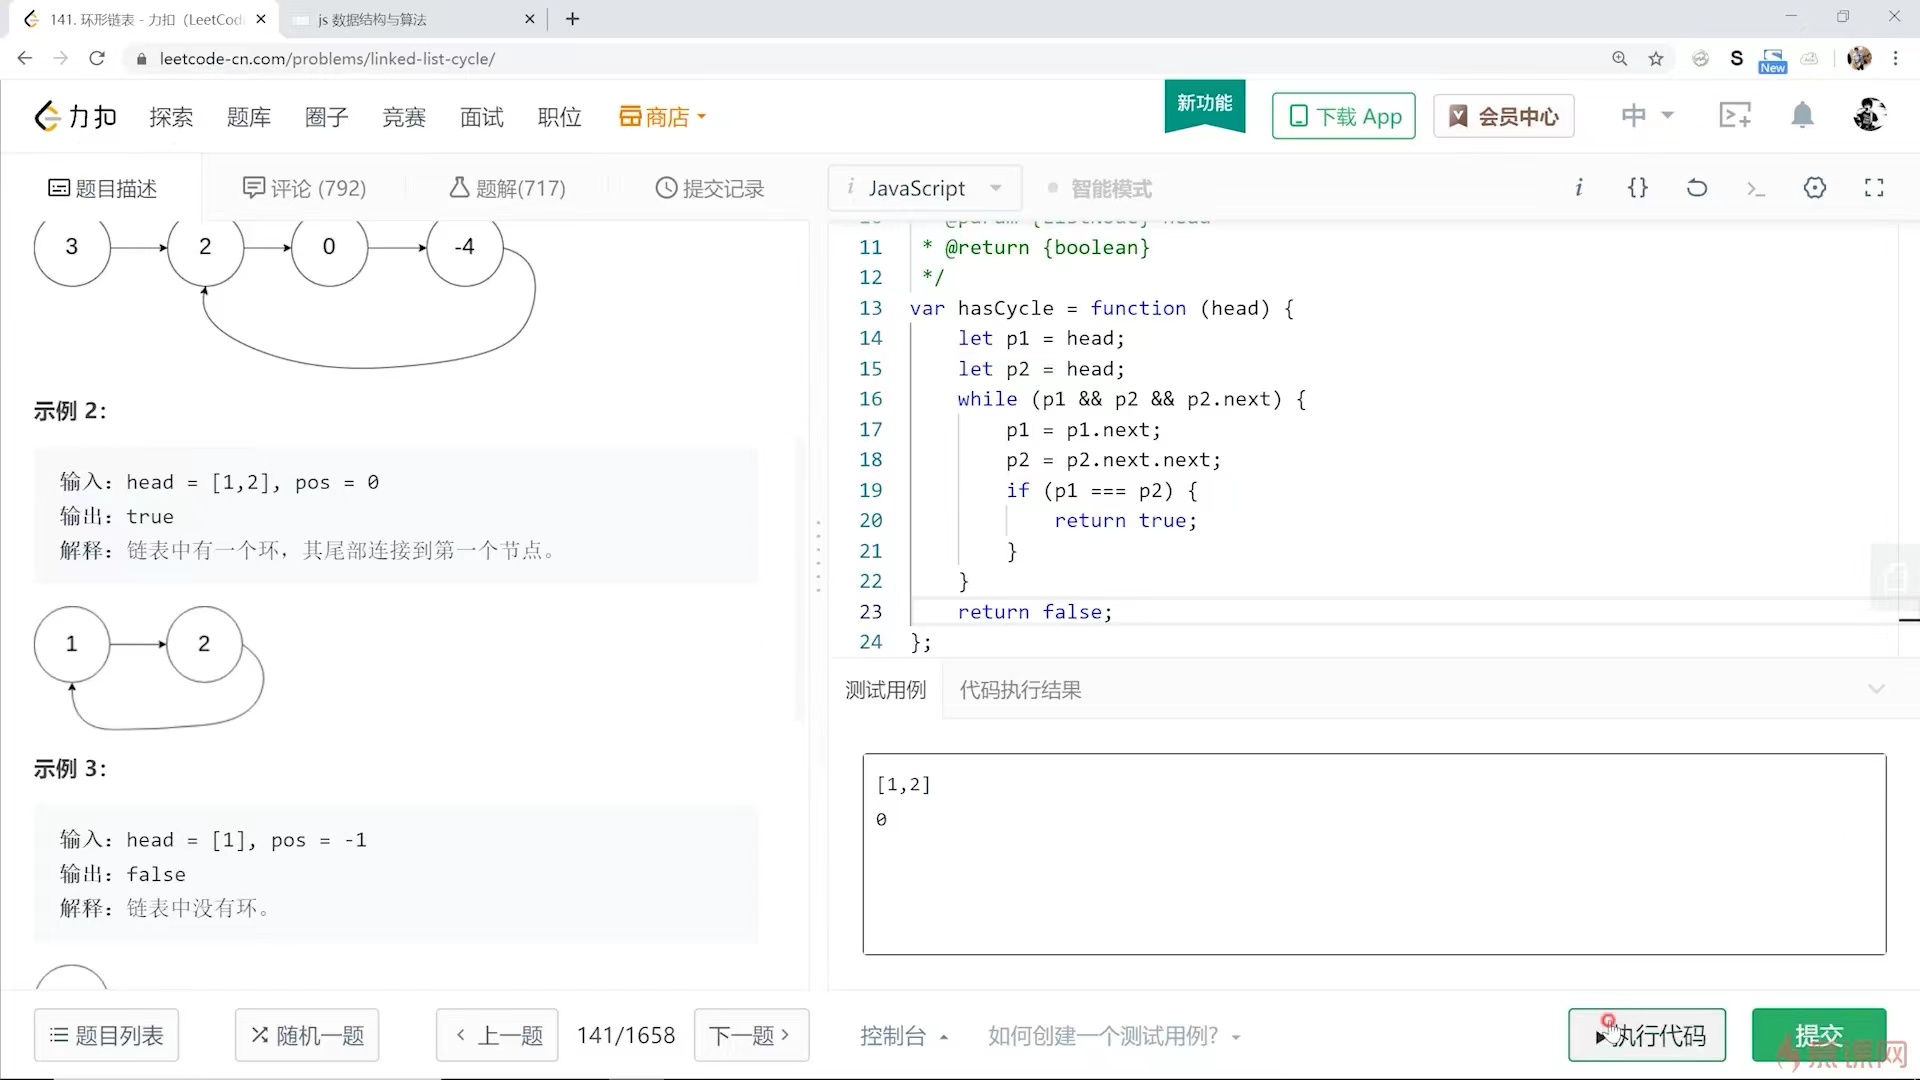 141. 环形链表 - 力扣（LeetCod
js 数据结构与算法
leetcode-cn.com/problems/linked-list-cycle/
S
New
力扣
探索
题库
圈子
竞赛
面试
职位
商店
新功能
下载 App
会员中心
中
题目描述
评论 (792)
题解(717)
提交记录
3
2
0
-4
示例 2：
输入：head = [1,2], pos = 0
输出：true
解释：链表中有一个环，其尾部连接到第一个节点。
1
2
示例 3：
输入：head = [1], pos = -1
输出：false
解释：链表中没有环。
i JavaScript
智能模式
i {} >_
10 * @param {ListNode} head
11 * @return {boolean}
12 */
13 var hasCycle = function (head) {
14 let p1 = head;
15 let p2 = head;
16 while (p1 && p2 && p2.next) {
17 p1 = p1.next;
18 p2 = p2.next.next;
19 if (p1 === p2) {
20 return true;
21 }
22 }
23 return false;
24 };
测试用例
代码执行结果
[1,2]
0
题目列表
随机一题
上一题
141/1658
下一题
控制台
如何创建一个测试用例?
执行代码
提交
慕课网